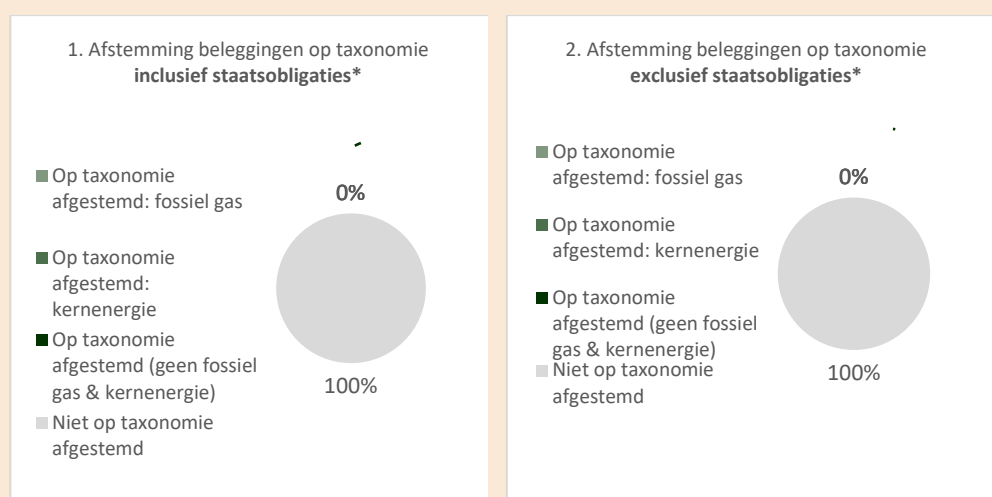 1. Afstemming beleggingen op taxonomie
inclusief staatsobligaties*
Op taxonomie
afgestemd: fossiel gas
Op taxonomie
afgestemd:
kernenergie
Op taxonomie
afgestemd (geen fossiel
gas & kernenergie)
Niet op taxonomie
afgestemd
0%
100%
2. Afstemming beleggingen op taxonomie
exclusief staatsobligaties*
Op taxonomie
afgestemd: fossiel gas
Op taxonomie
afgestemd: kernenergie
Op taxonomie
afgestemd (geen fossiel
gas & kernenergie)
Niet op taxonomie
afgestemd
0%
100%